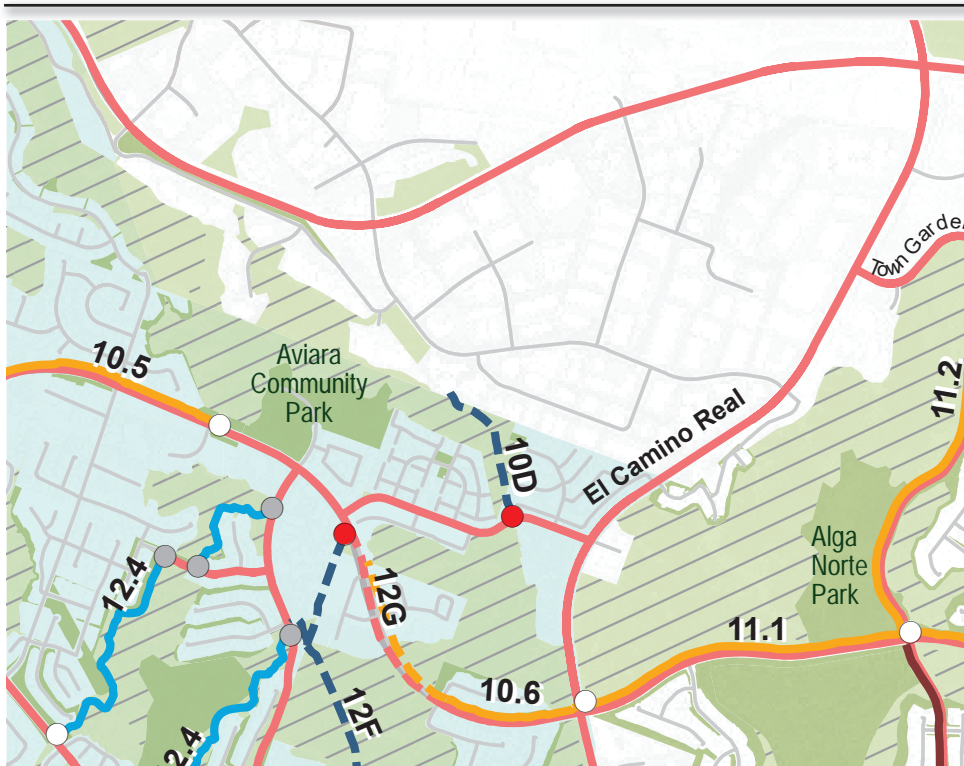 Town Garde
10.5
Aviara
Community
Park
11.2
El Camino Real
10D
Alga
Norte
Park
12.4
12G
11.1
10.6
12F
2.4